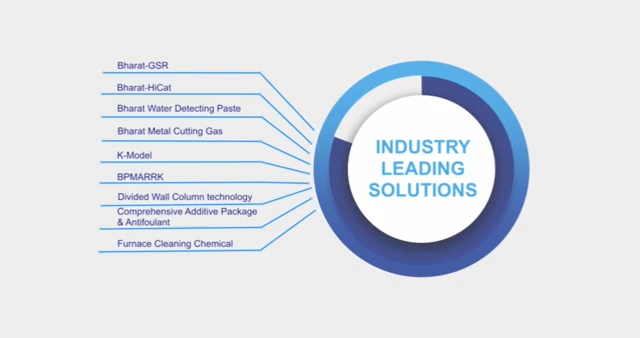 Bharat-GSR
Bharat-HiCat
Bharat Water Detecting Paste
Bharat Metal Cutting Gas
K-Model
BPMARRK
Divided Wall Column technology
Comprehensive Additive Package
& Antifoulant
Furnace Cleaning Chemical
INDUSTRY
LEADING
SOLUTIONS